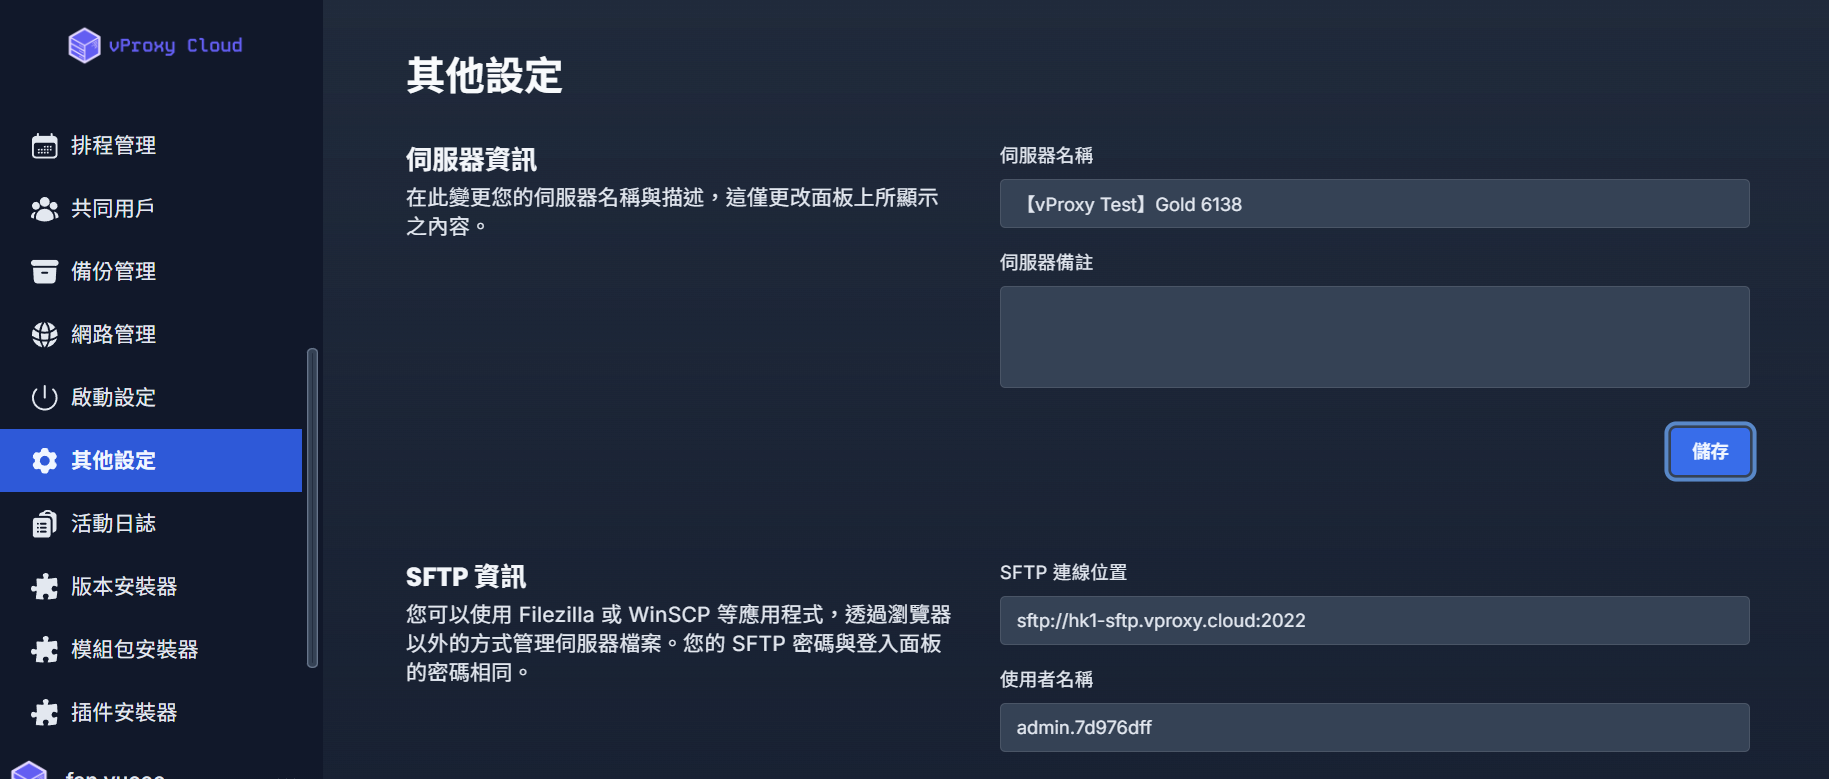 vProxy Cloud
排程管理
共同用戶
備份管理
網路管理
啟動設定
其他設定
活動日誌
版本安裝器
模組包安裝器
插件安裝器
其他設定
伺服器資訊
在此變更您的伺服器名稱與描述，這僅更改面板上所顯示
之內容。
伺服器名稱
【vProxy Test】Gold 6138
伺服器備註
儲存
SFTP 資訊
您可以使用 Filezilla 或 WinSCP 等應用程式，透過瀏覽器
以外的方式管理伺服器檔案。您的 SFTP 密碼與登入面板
的密碼相同。
SFTP 連線位置
sftp://hk1-sftp.vproxy.cloud:2022
使用者名稱
admin.7d976dff